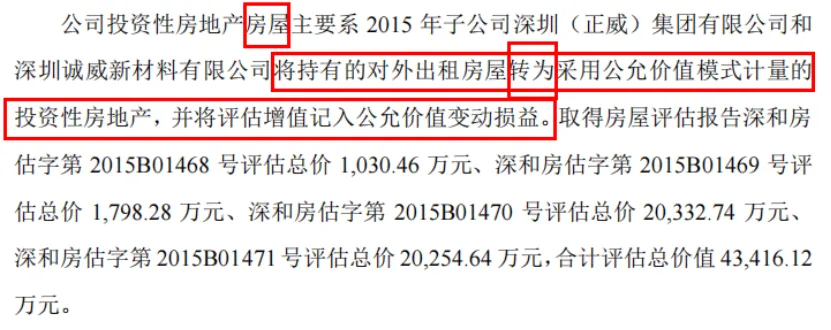 公司投资性房地产房屋主要系 2015 年子公司深圳（正威）集团有限公司和
深圳诚威新材料有限公司将持有的对外出租房屋转为采用公允价值模式计量的
投资性房地产，并将评估增值记入公允价值变动损益。取得房屋评估报告深和房
估字第 2015B01468 号评估总价 1,030.46 万元、深和房估字第 2015B01469 号评
估总价 1,798.28 万元、深和房估字第 2015B01470 号评估总价 20,332.74 万元、
深和房估字第 2015B01471 号评估总价 20,254.64 万元，合计评估总价值 43,416.12
万元。